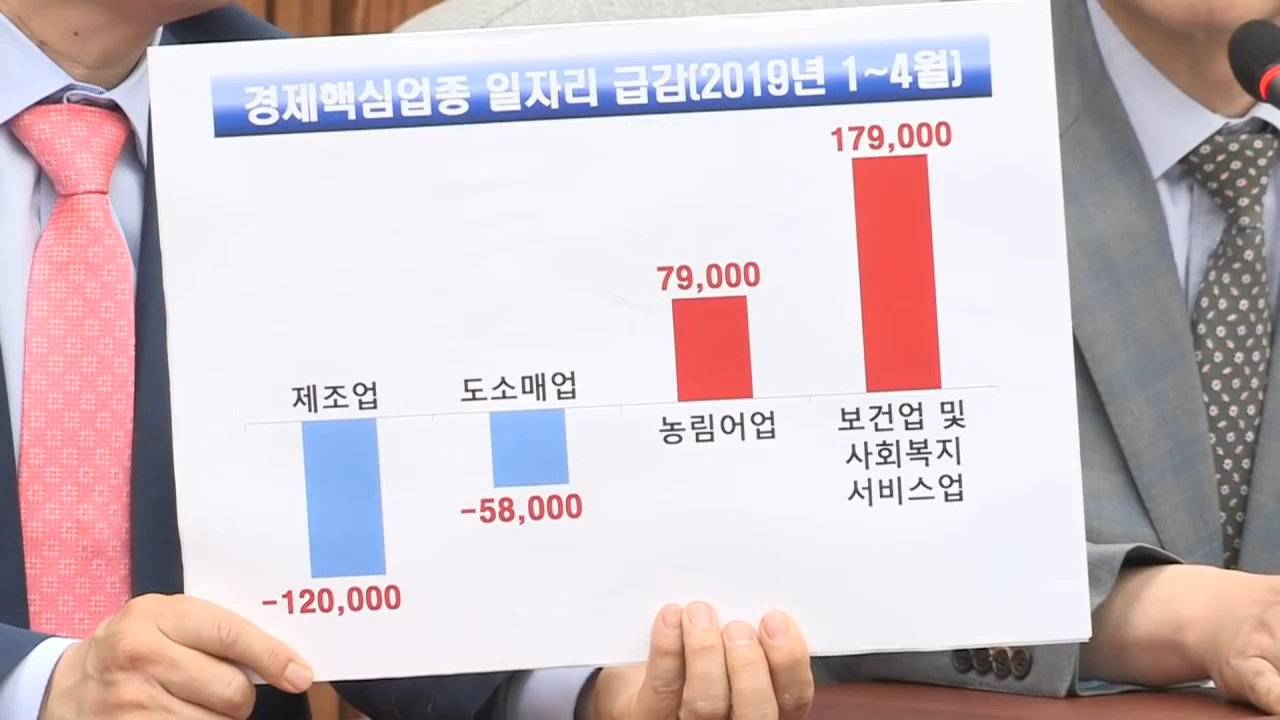 경제핵심업종 일자리 급감(2019년 1~4월)
179,000
79,000
제조업
도소매업
농림어업
보건업 및
사회복지
서비스업
-58,000
-120,000